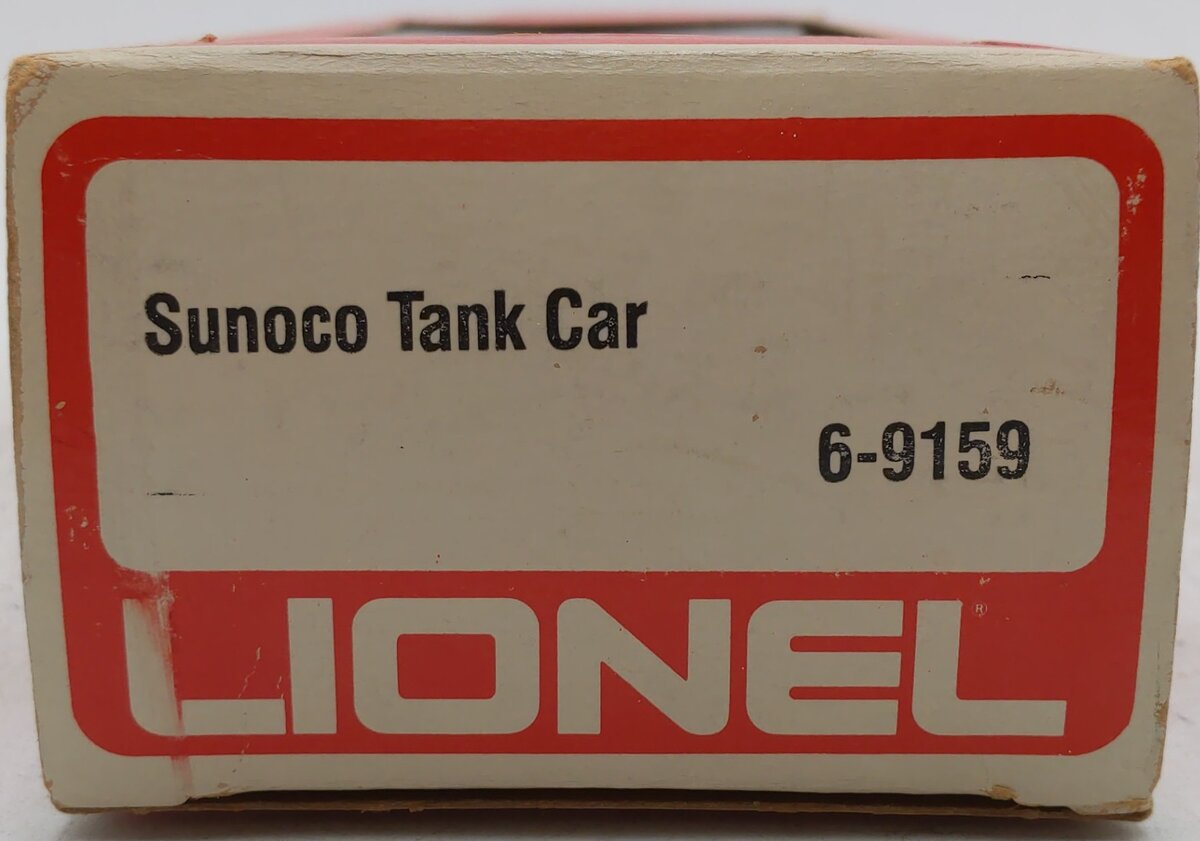 Sunoco Tank Car
6-9159
LIONEL®